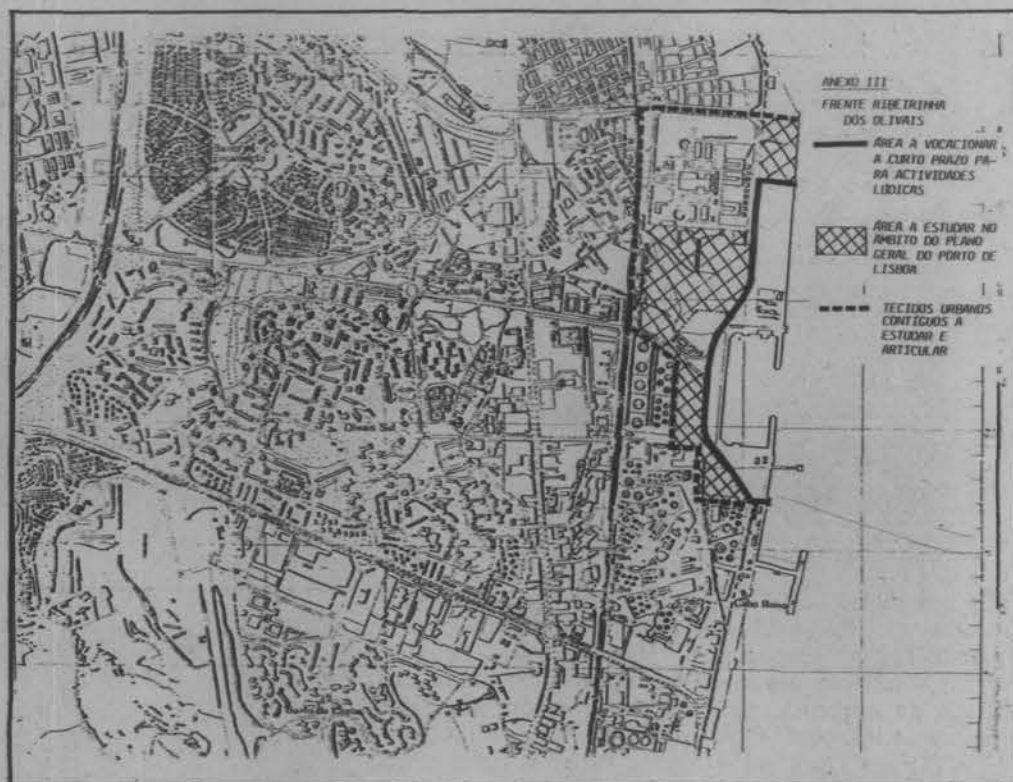 ANEXO III
FRENTE RIBEIRINHA
DOS OLIVAIS
ÁREA A VOCACIONAR
A CURTO PRAZO PA-
RA ACTIVIDADES
LÚDICAS
ÁREA A ESTUDAR NO
ÂMBITO DO PLANO
GERAL DO PORTO DE
LISBOA
TECIDOS URBANOS
CONTÍGUOS A
ESTUDAR E
ARTICULAR